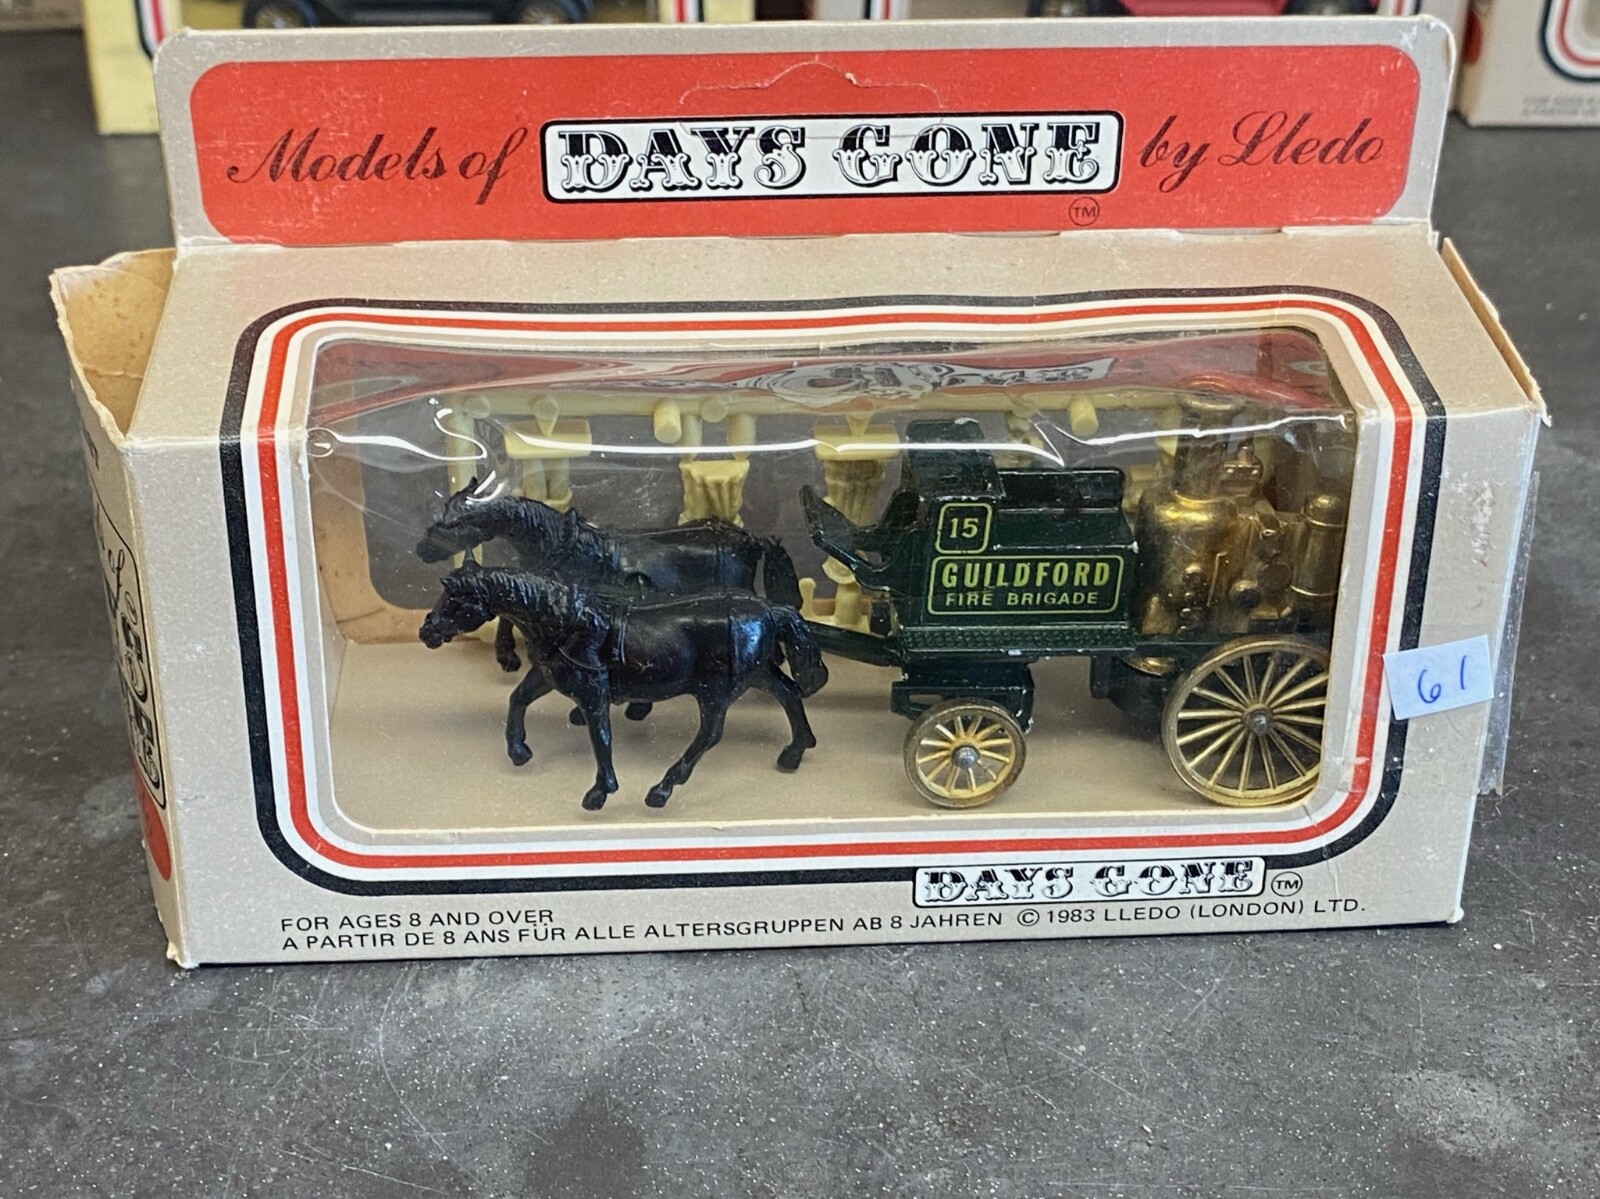 Models of DAYS GONE by Lledo
TM
15
GUILDFORD
FIRE BRIGADE
61
DAYS GONE TM
FOR AGES 8 AND OVER
A PARTIR DE 8 ANS FÜR ALLE ALTERSGRUPPEN AB 8 JAHREN © 1983 LLEDO (LONDON) LTD.